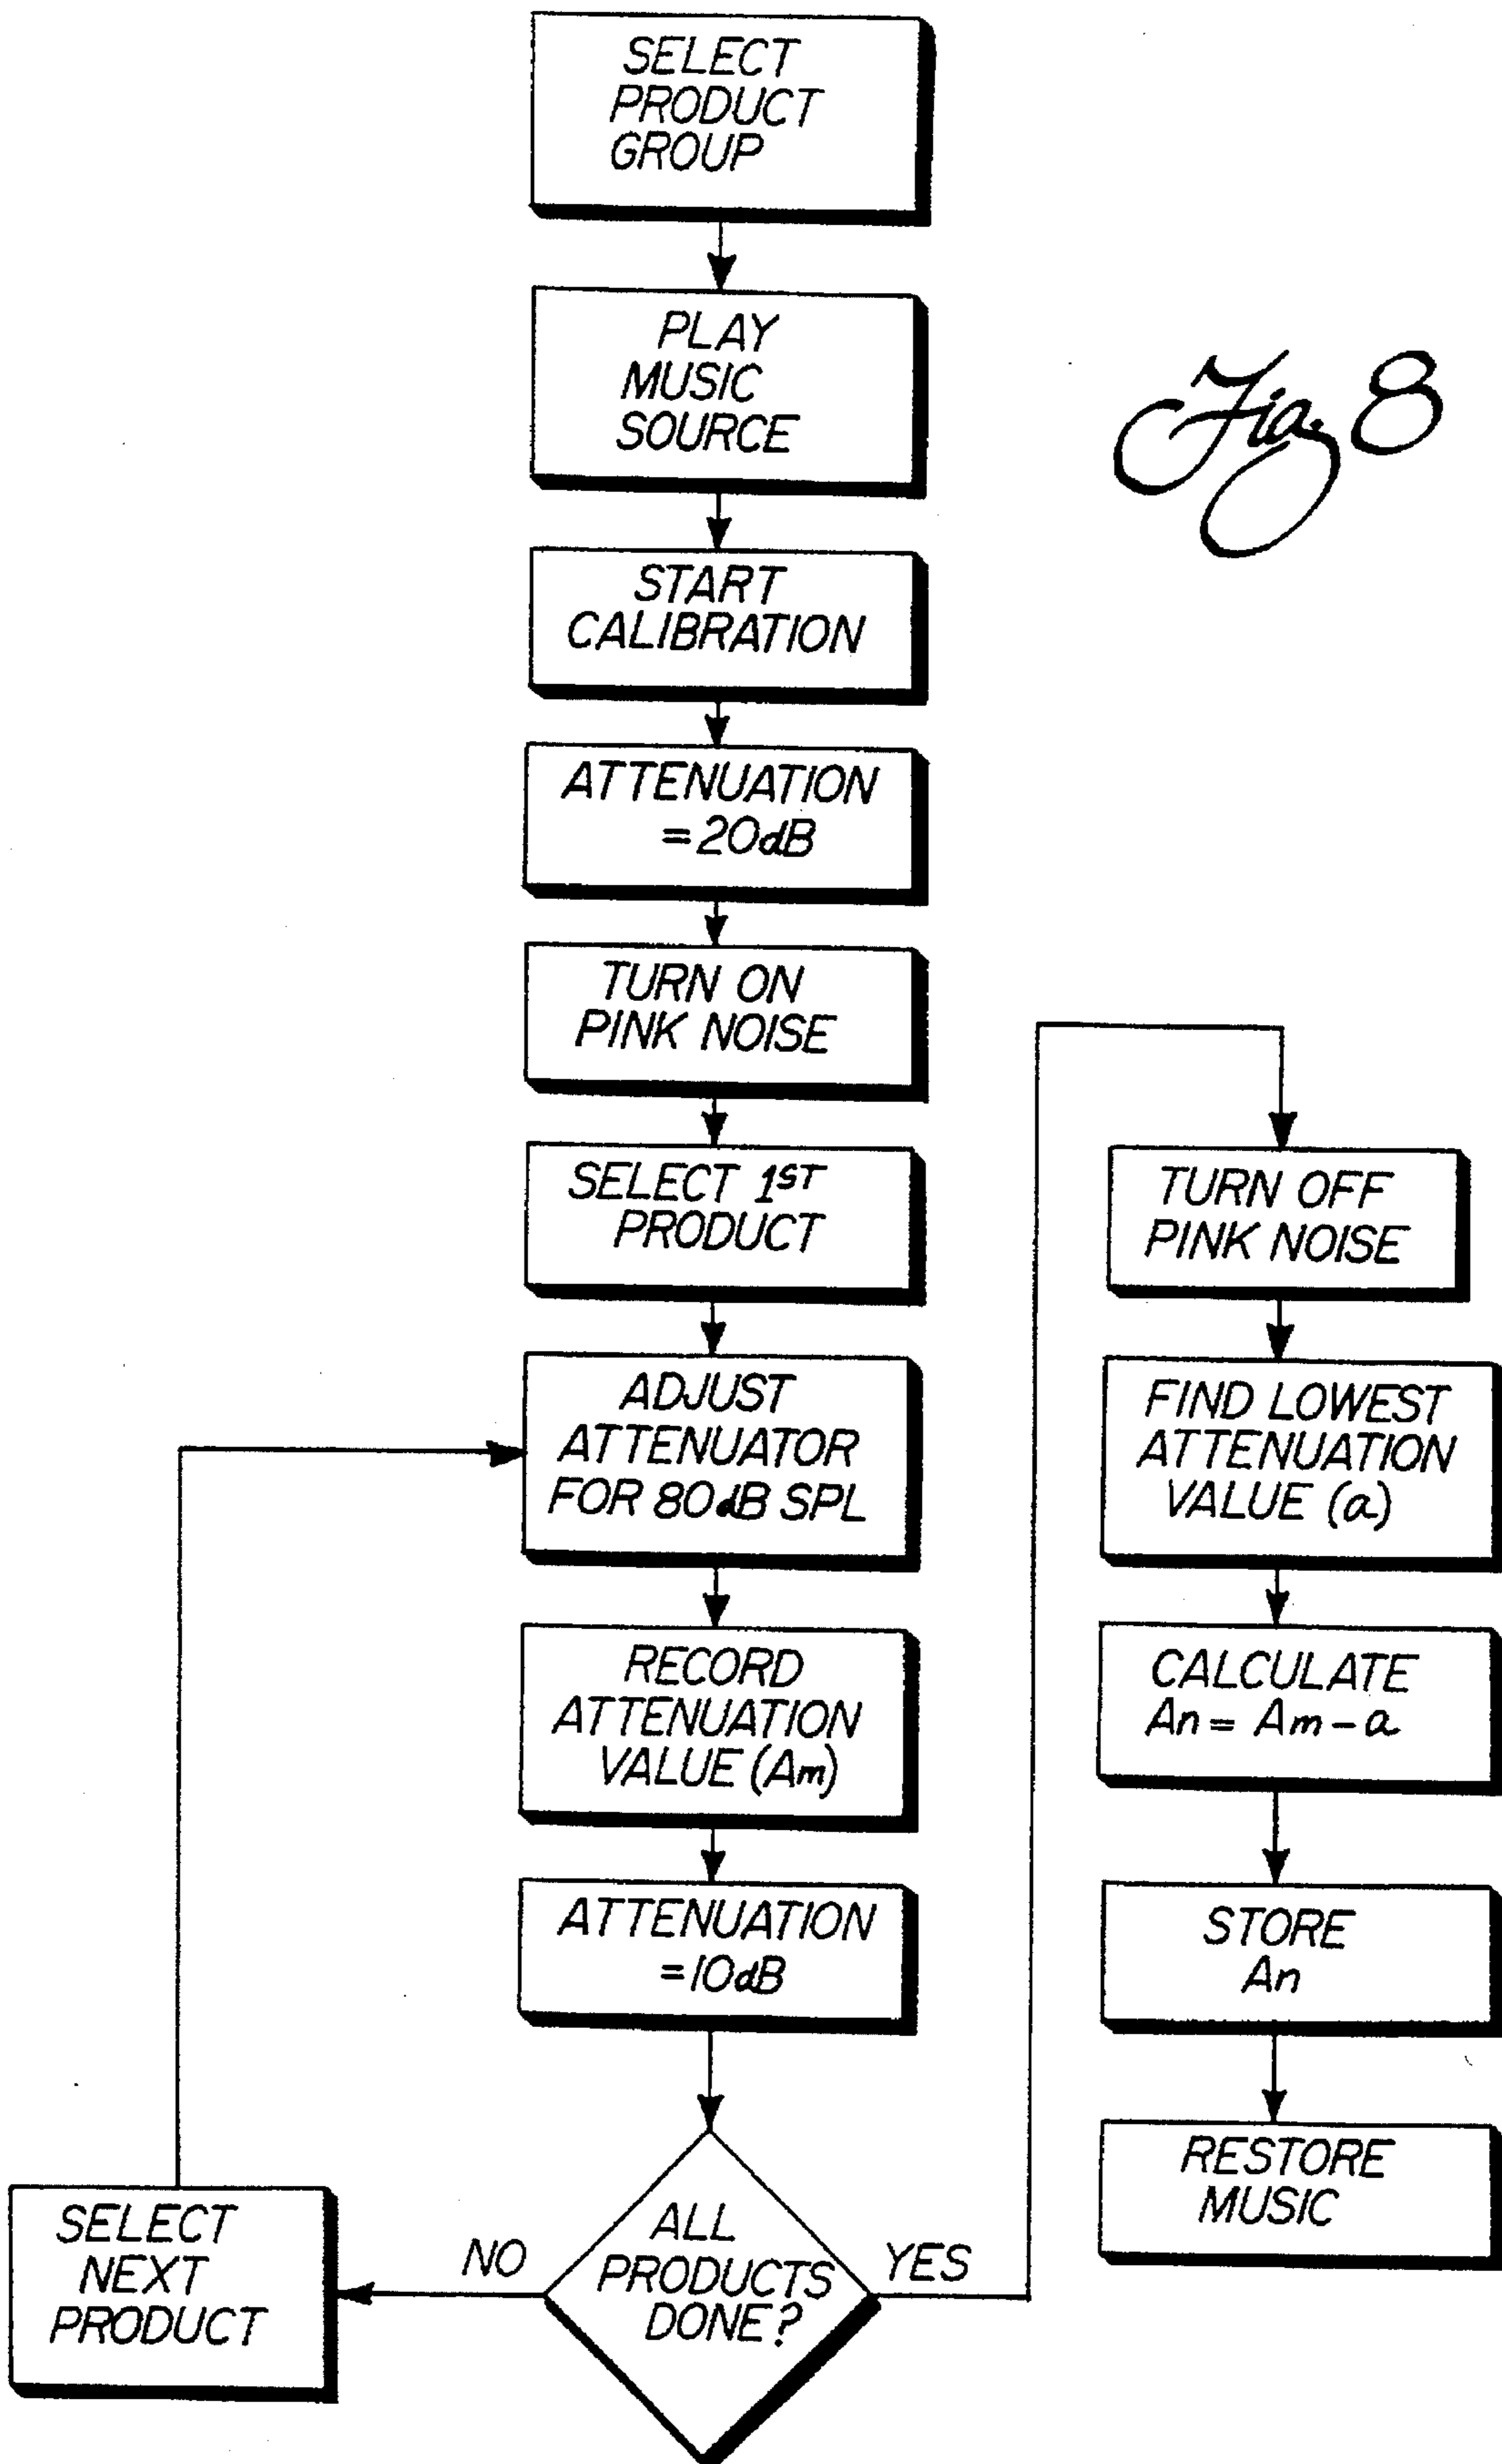 SELECT
PRODUCT
GROUP
PLAY
MUSIC
SOURCE
Fig. 8
START
CALIBRATION
ATTENUATION
=20dB
TURN ON
PINK NOISE
SELECT 1ST
PRODUCT
ADJUST
ATTENUATOR
FOR 80dB SPL
RECORD
ATTENUATION
VALUE (Am)
ATTENUATION
=10dB
ALL
PRODUCTS
DONE?
NO
SELECT
NEXT
PRODUCT
YES
TURN OFF
PINK NOISE
FIND LOWEST
ATTENUATION
VALUE (a)
CALCULATE
An = Am - a
STORE
An
RESTORE
MUSIC